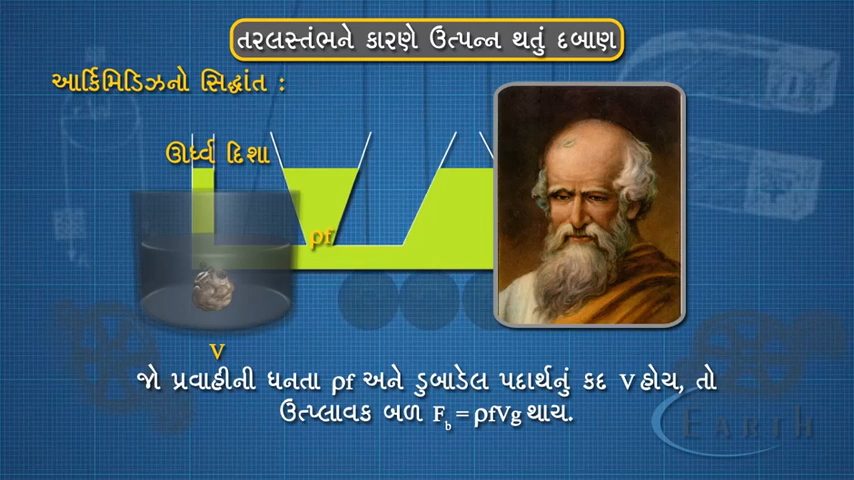 તરલસ્તંભને કારણે ઉત્પન્ન થતું દબાણ
આર્કિમિડિઝનો સિદ્ધાંત :
ઊર્ધ્વ દિશા
ρf
V
જો પ્રવાહીની ઘનતા ρf અને ડુબાડેલ પદાર્થનું કદ V હોય, તો
ઉત્પ્લાવક બળ F_b = ρfVg થાય.
EARTH